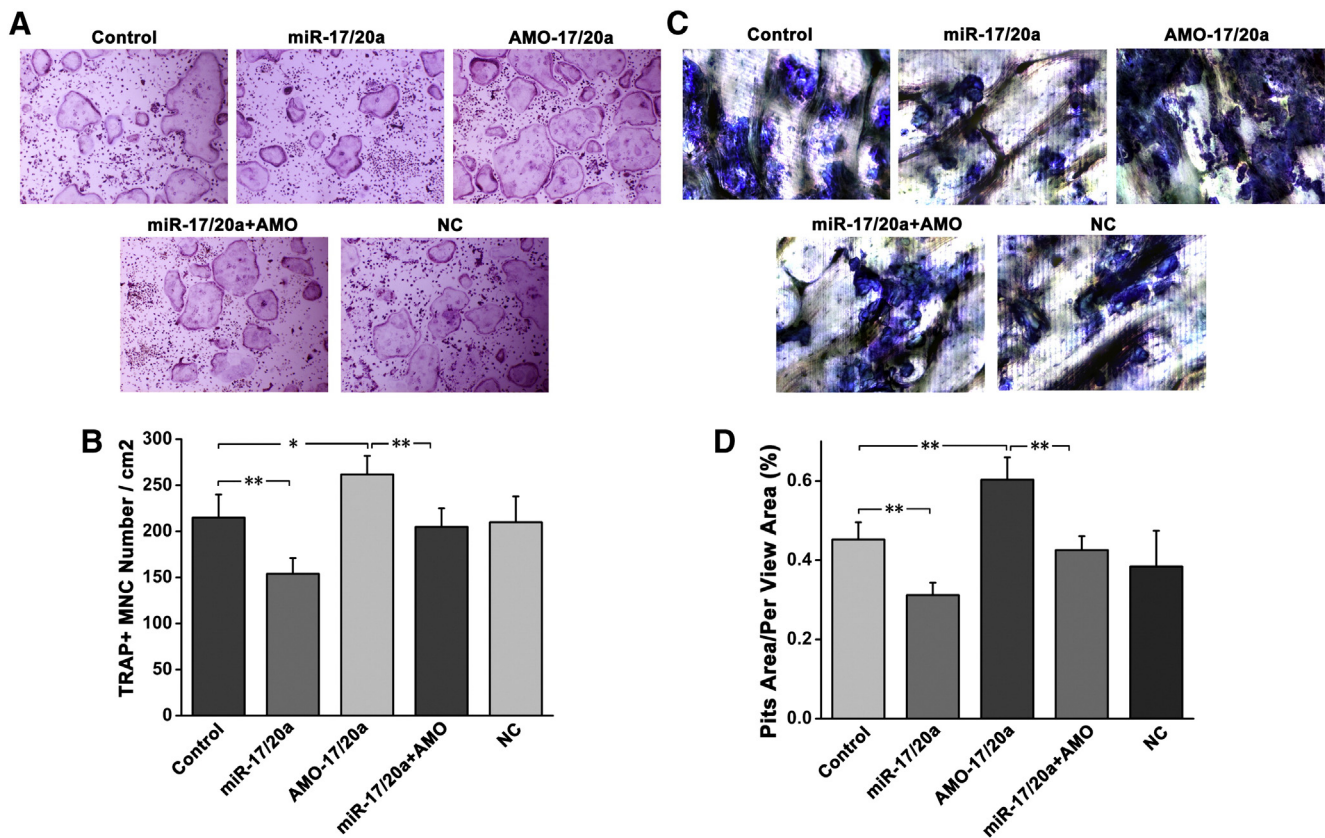 A
Control
miR-17/20a
AMO-17/20a
miR-17/20a+AMO
NC
C
Control
miR-17/20a
AMO-17/20a
miR-17/20a+AMO
NC
B
TRAP+ MNC Number / cm2
300
250
200
150
100
50
0
*
**
**
Control
miR-17/20a
AMO-17/20a
miR-17/20a+AMO
NC
D
Pits Area/Per View Area (%)
0.6
0.4
0.2
0.0
**
**
**
Control
miR-17/20a
AMO-17/20a
miR-17/20a+AMO
NC